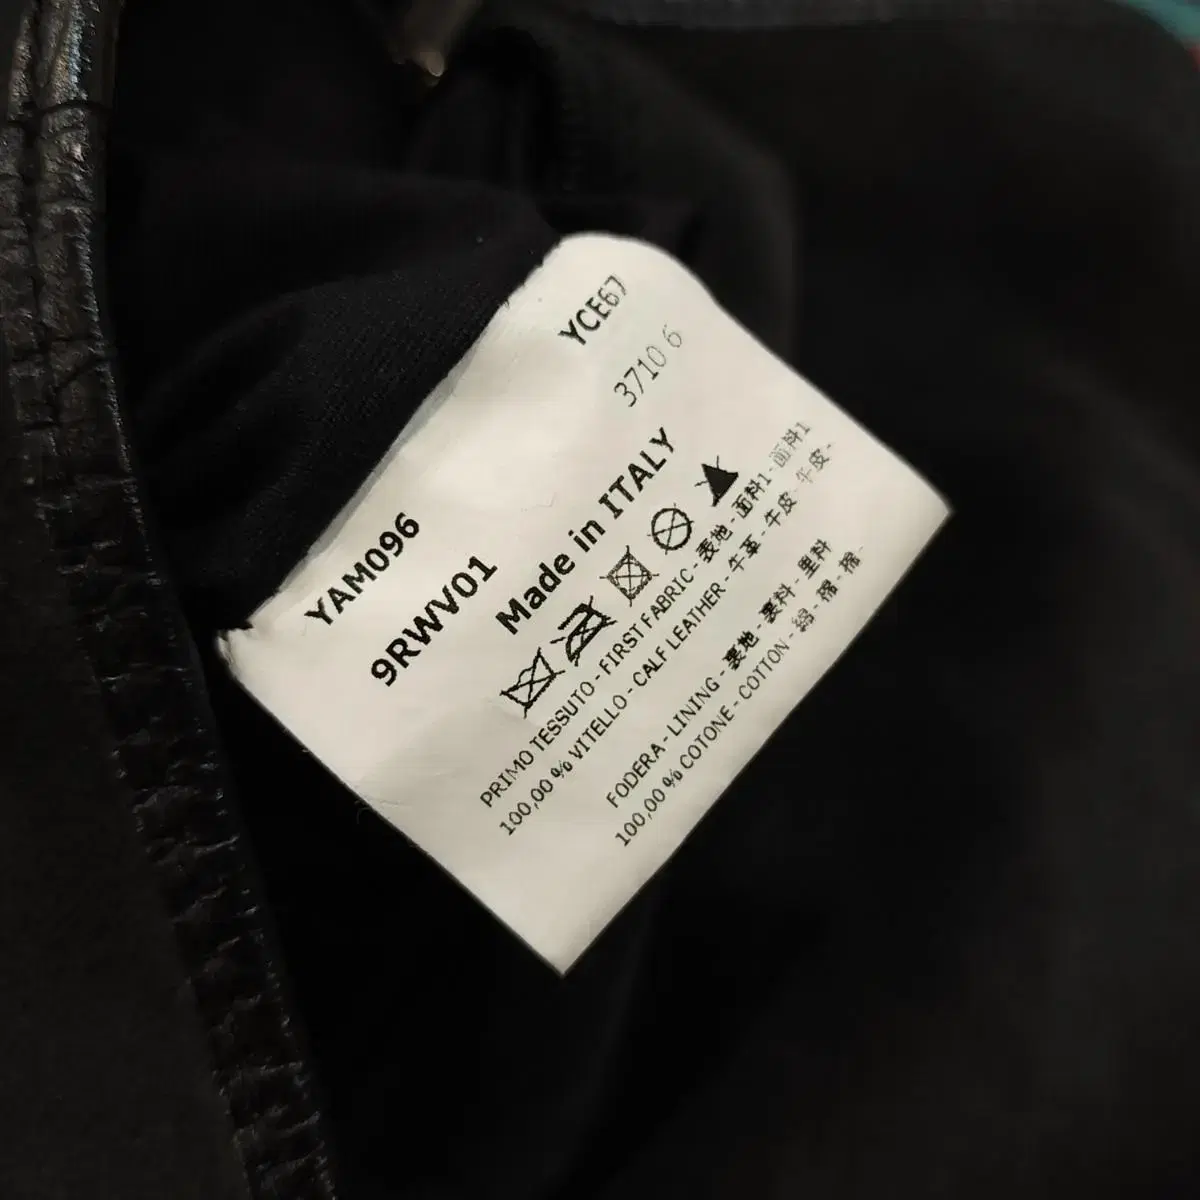 YAM096
YCE67
9RWV01
37106
Made in ITALY
PRIMO TESSUTO - FIRST FABRIC - 表地 - 面料1 - 面料1
100,00 % VITELLO - CALF LEATHER - 牛革 - 牛皮 - 牛皮-
FODERA - LINING - 裏地 - 裏料 - 里料
100,00 % COTONE - COTTON - 綿 - 棉 - 棉-